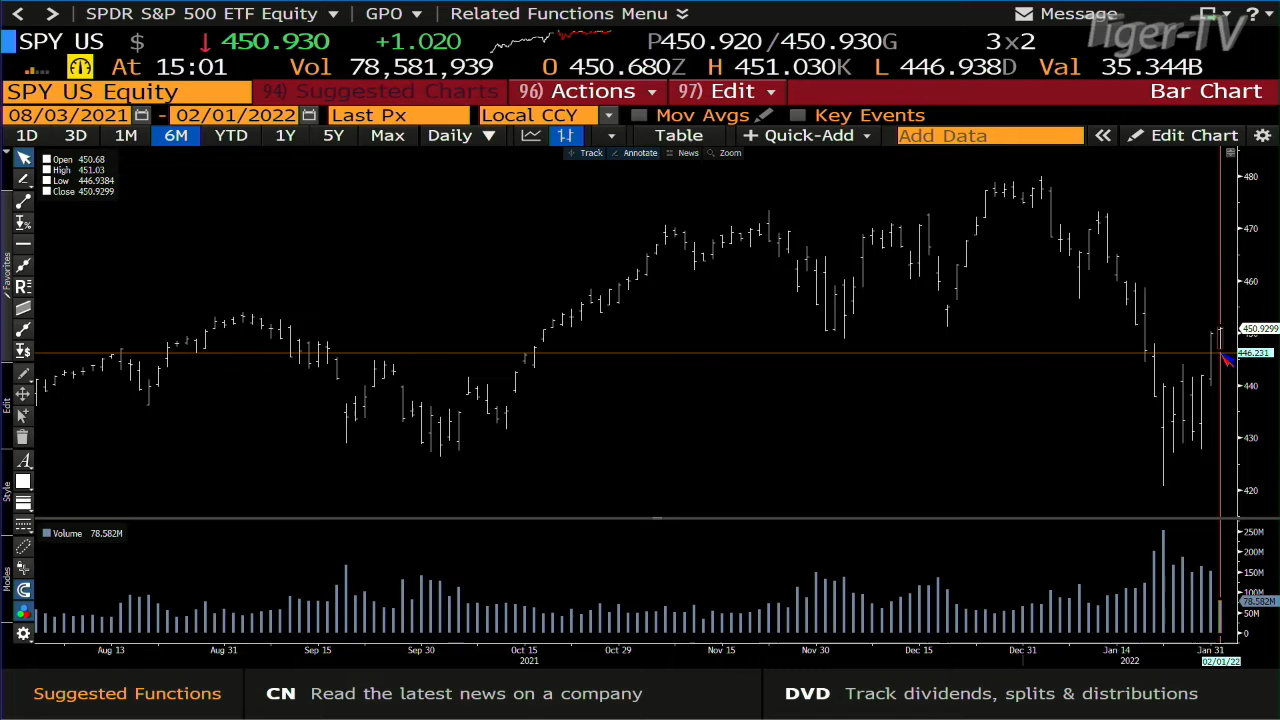 SPDR S&P 500 ETF Equity GPO Related Functions Menu Message ?
Tiger-TV
SPY US $ ↓ 450.930 +1.020 P450.920/450.930G 3x2
At 15:01 Vol 78,581,939 O 450.680Z H 451.030K L 446.938D Val 35.344B
SPY US Equity 94) Suggested Charts 96) Actions 97) Edit Bar Chart
08/03/2021 - 02/01/2022 Last Px Local CCY Mov Avgs Key Events
1D 3D 1M 6M YTD 1Y 5Y Max Daily ▼ Table + Quick-Add Add Data « Edit Chart
Track Annotate News Zoom
Open 450.68
High 451.03
Low 446.9384
Close 450.9299
Favorites
Edit
Style
Modes
480
470
460
450.9299
446.231
440
430
420
Volume 78.582M
250M
200M
150M
100M
78.582M
50M
0
Aug 13 Aug 31 Sep 15 Sep 30 Oct 15 Oct 29 Nov 15 Nov 30 Dec 15 Dec 31 Jan 14 Jan 31
2021 2022 02/01/22
Suggested Functions CN Read the latest news on a company DVD Track dividends, splits & distributions